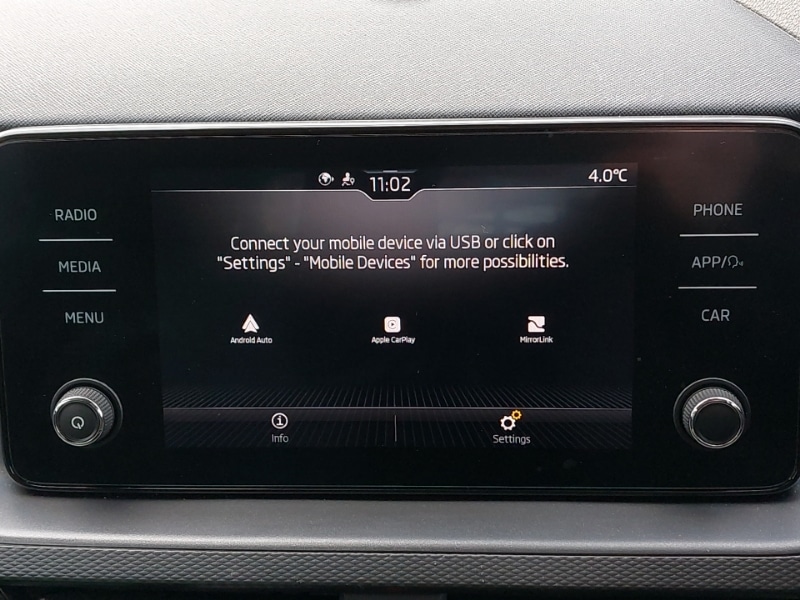 11:02
4.0°C
RADIO
MEDIA
MENU
Connect your mobile device via USB or click on
"Settings" - "Mobile Devices" for more possibilities.
Android Auto
Apple CarPlay
MirrorLink
Info
Settings
PHONE
APP/
CAR